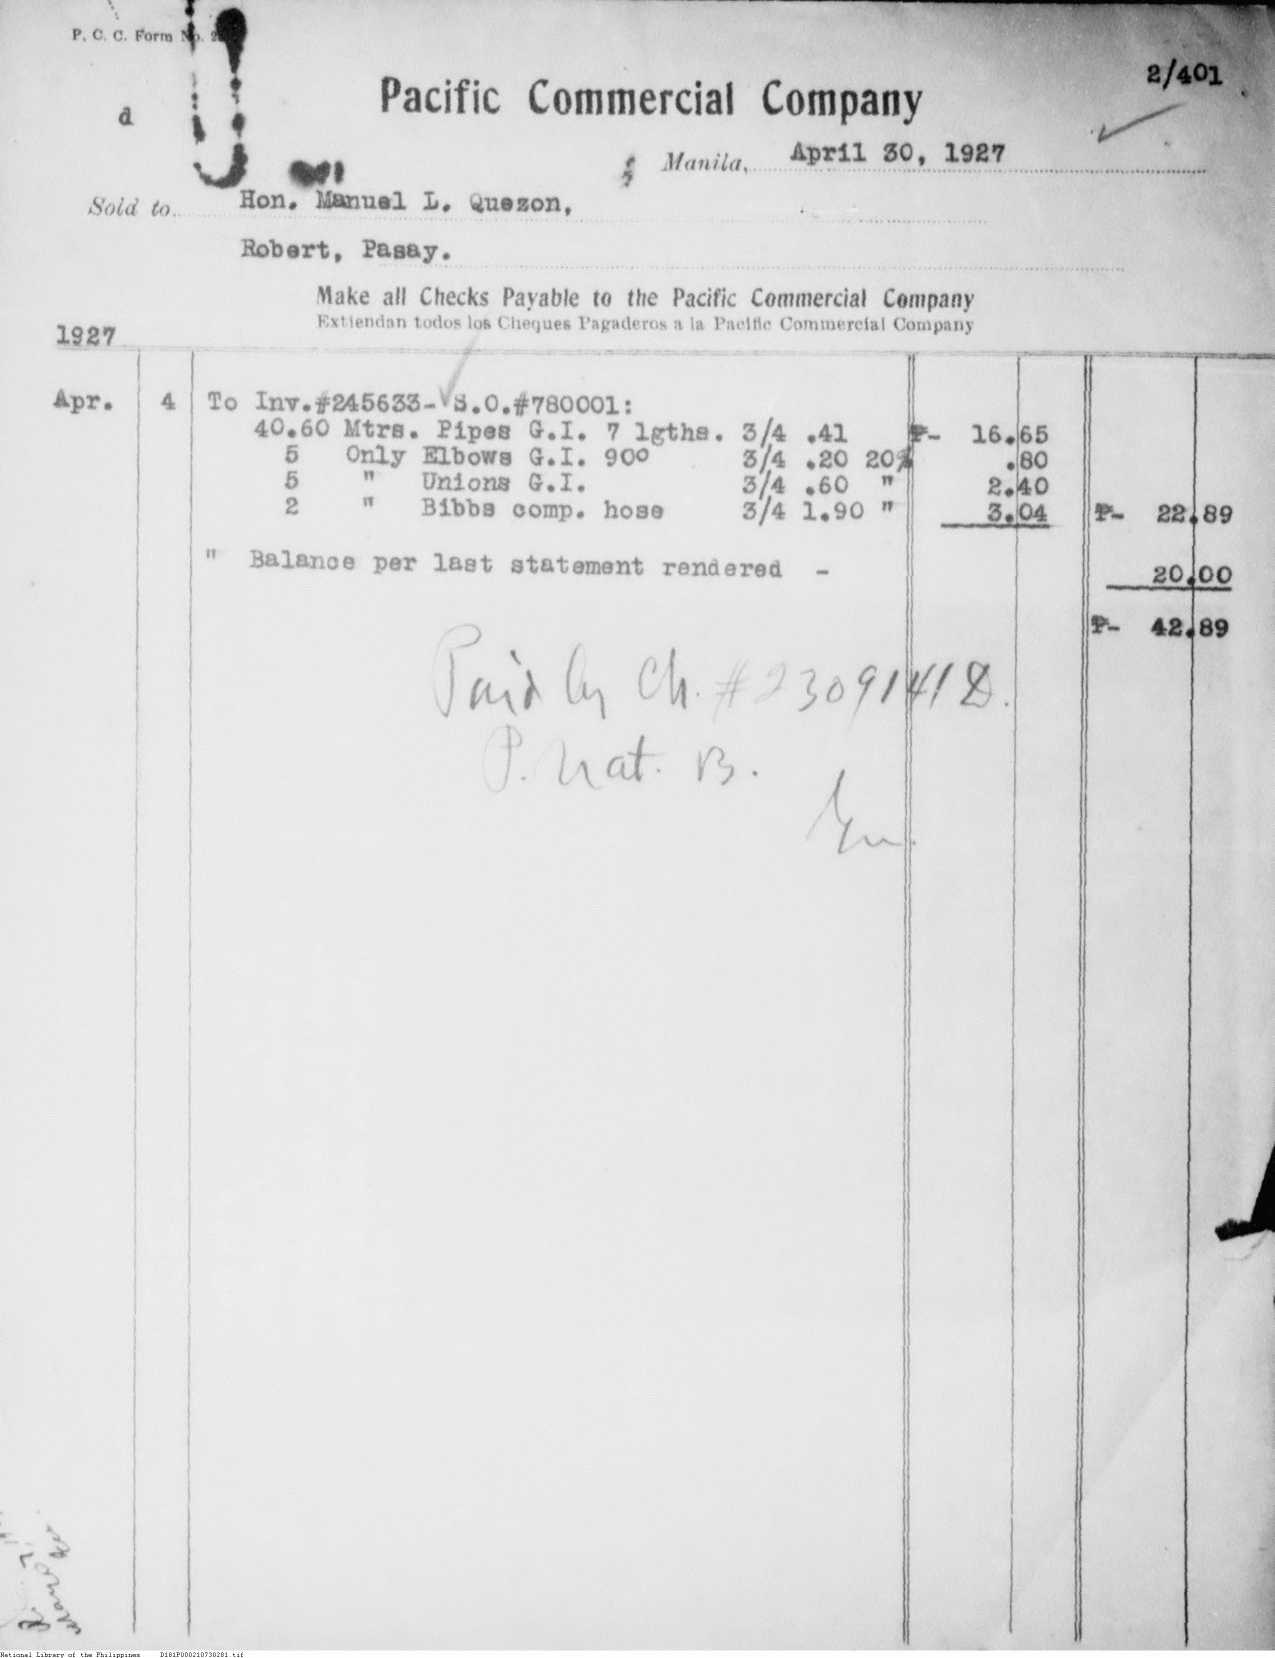 P. C. C. Form No.
2/401
Pacific Commercial Company
d
Manila, April 30, 1927
Sold to Hon. Manuel L. Quezon,
Robert, Pasay.
Make all Checks Payable to the Pacific Commercial Company
Extiendan todos los Cheques Pagaderos a la Pacific Commercial Company
1927
Apr. 4 To Inv.#245633- S.O.#780001:
40.60 Mtrs. Pipes G.I. 7 lgths. 3/4 .41 ₱- 16.65
5 Only Elbows G.I. 90o 3/4 .20 20% .80
5 " Unions G.I. 3/4 .60 " 2.40
2 " Bibbs comp. hose 3/4 1.90 " 3.04 ₱- 22.89
" Balance per last statement rendered - 20.00
₱- 42.89
Paid by Ch. #230914 D.
P. Nat. B.
National Library of the Philippines D181P000210730281.tif